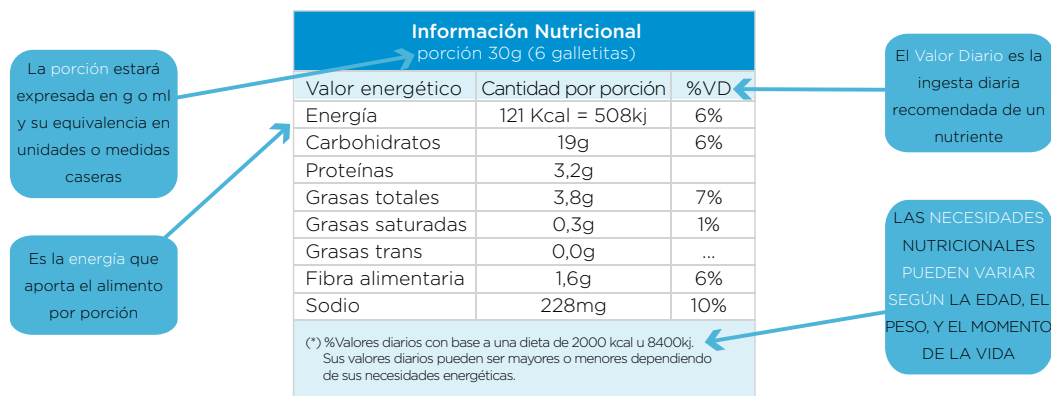 Información Nutricional
porción 30g (6 galletitas)
Valor energético Cantidad por porción %VD
Energía 121 Kcal = 508kj 6%
Carbohidratos 19g 6%
Proteínas 3,2g
Grasas totales 3,8g 7%
Grasas saturadas 0,3g 1%
Grasas trans 0,0g ...
Fibra alimentaria 1,6g 6%
Sodio 228mg 10%
(*) %Valores diarios con base a una dieta de 2000 kcal u 8400kj.
Sus valores diarios pueden ser mayores o menores dependiendo
de sus necesidades energéticas.
La porción estará
expresada en g o ml
y su equivalencia en
unidades o medidas
caseras
Es la energía que
aporta el alimento
por porción
El Valor Diario es la
ingesta diaria
recomendada de un
nutriente
LAS NECESIDADES
NUTRICIONALES
PUEDEN VARIAR
SEGÚN LA EDAD, EL
PESO, Y EL MOMENTO
DE LA VIDA